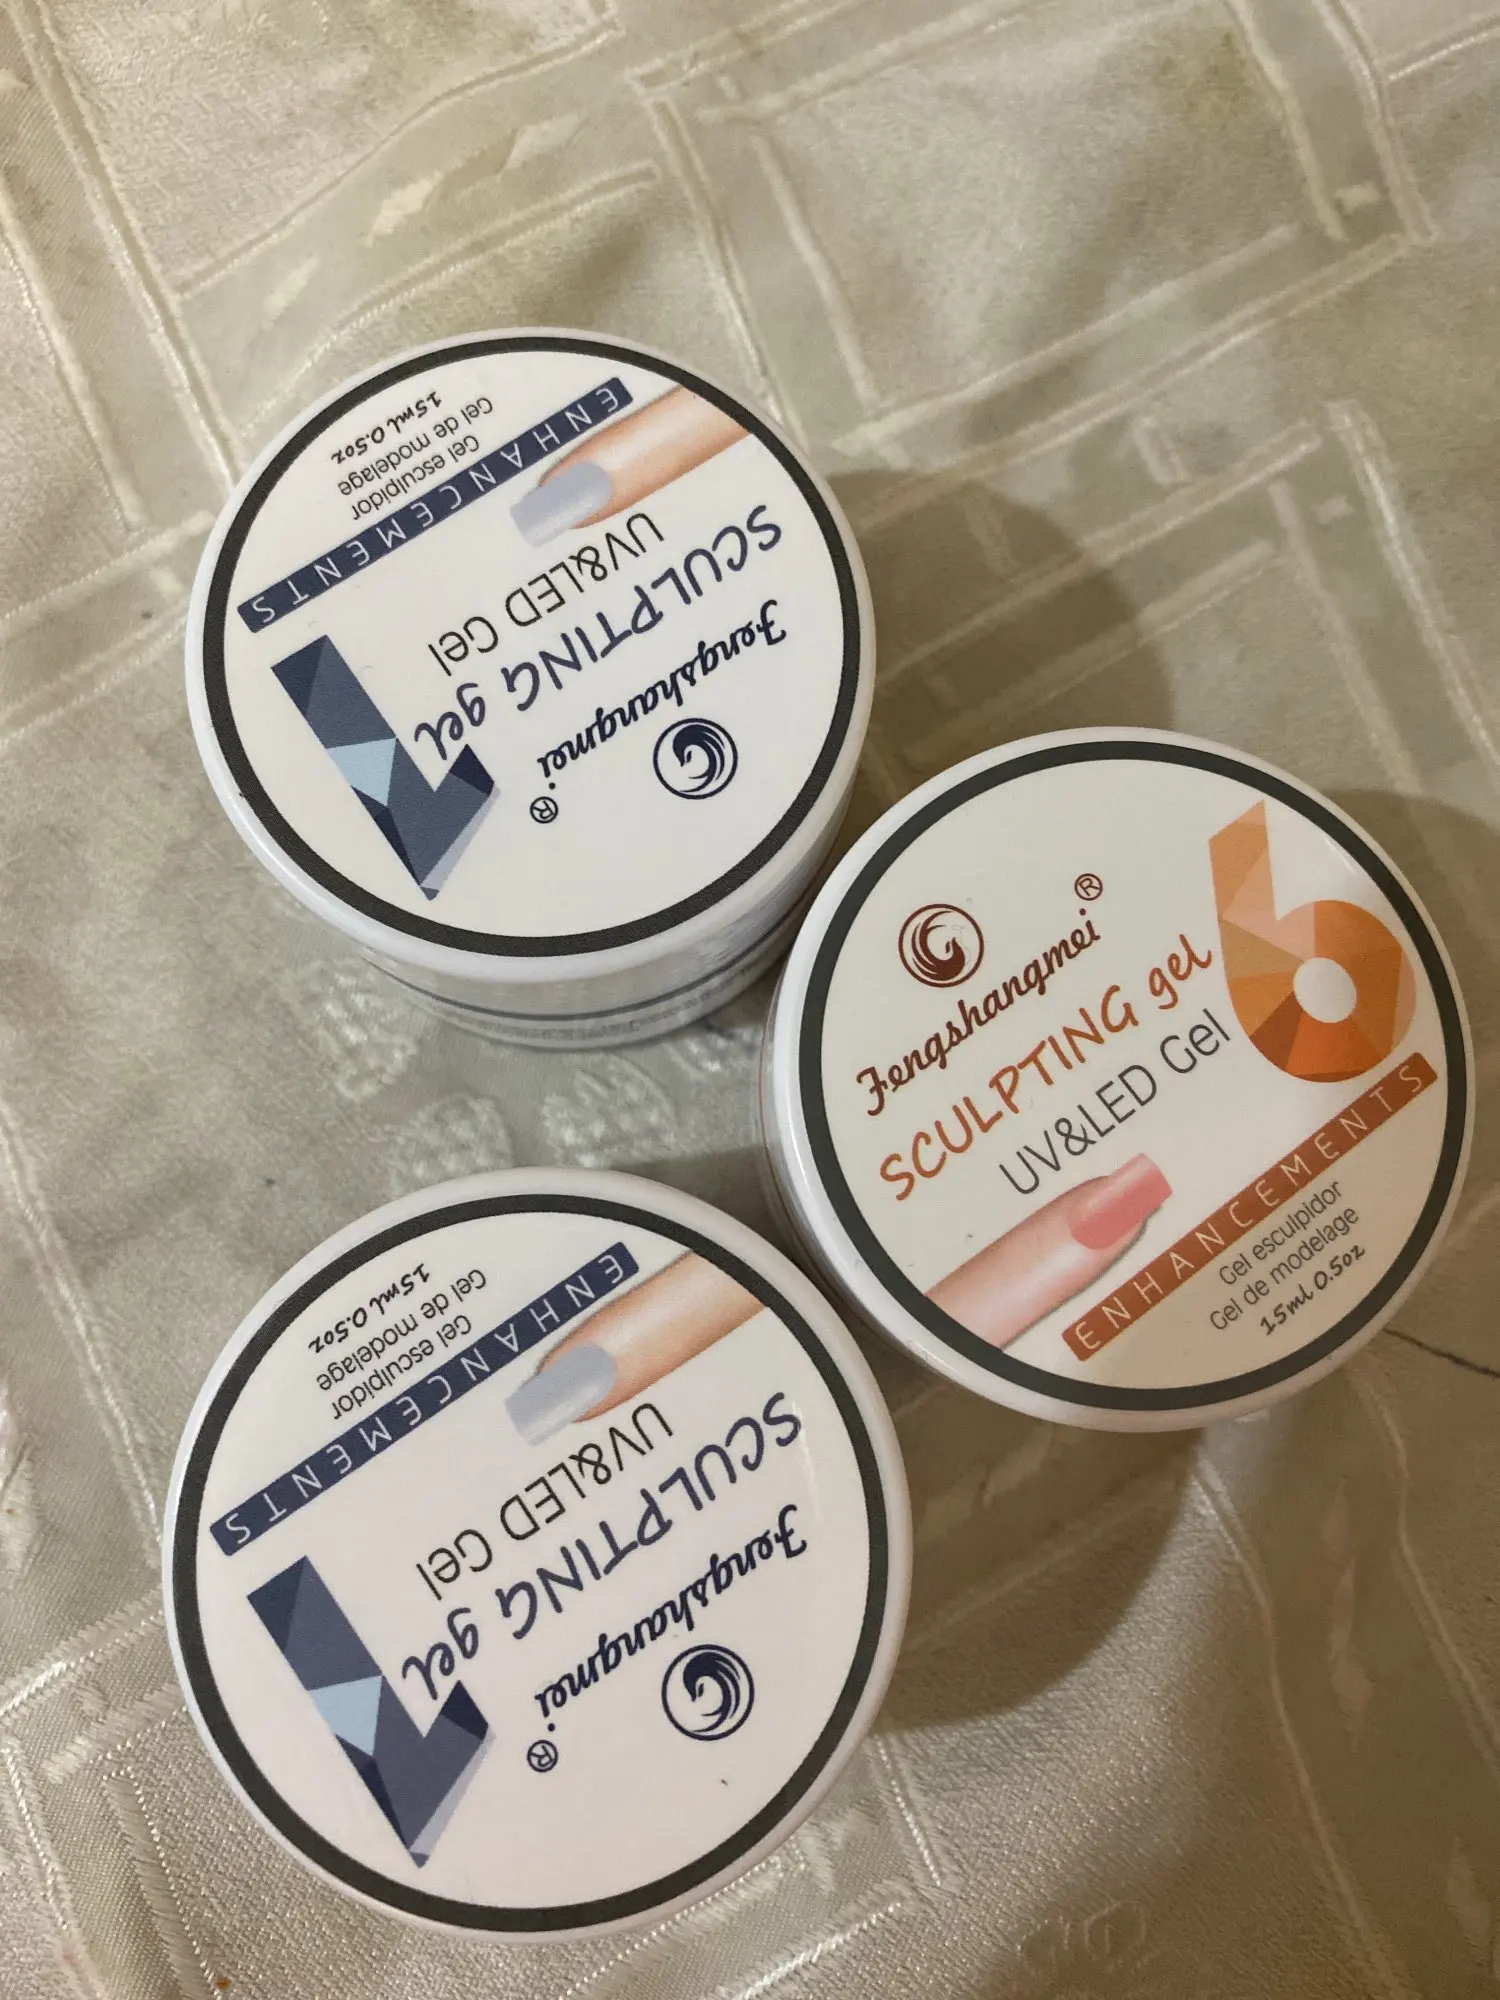 Fengshangmei®
SCULPTING gel
UV&LED Gel
1
ENHANCEMENTS
Gel esculpidor
Gel de modelage
15ml 0.5oz
Fengshangmei®
SCULPTING gel
UV&LED Gel
6
ENHANCEMENTS
Gel esculpidor
Gel de modelage
15ml 0.5oz
Fengshangmei®
SCULPTING gel
UV&LED Gel
1
ENHANCEMENTS
Gel esculpidor
Gel de modelage
15ml 0.5oz